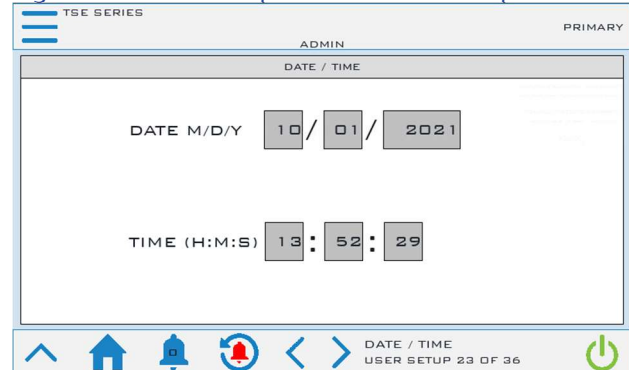 TSE SERIES
PRIMARY
ADMIN
DATE / TIME
DATE M/D/Y 10 / 01 / 2021
TIME (H:M:S) 13 : 52 : 29
0
DATE / TIME
USER SETUP 23 OF 36